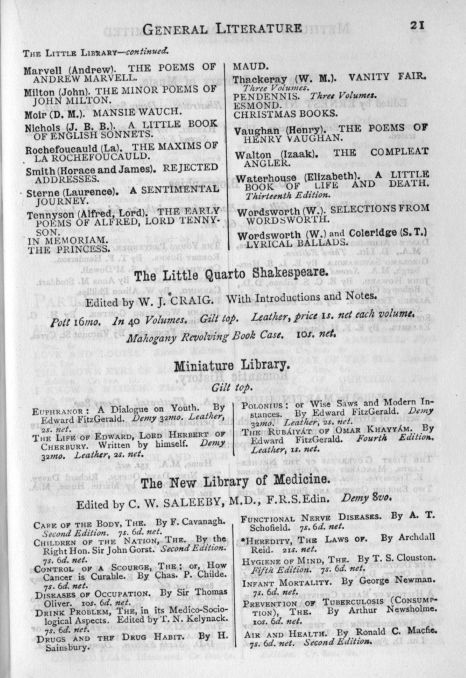 GENERAL LITERATURE 21
THE LITTLE LIBRARY—continued.
Marvell (Andrew). THE POEMS OF
ANDREW MARVELL.
Milton (John). THE MINOR POEMS OF
JOHN MILTON.
Moir (D. M.). MANSIE WAUCH.
Nichols (J. B. B.). A LITTLE BOOK
OF ENGLISH SONNETS.
Rochefoucauld (La). THE MAXIMS OF
LA ROCHEFOUCAULD.
Smith (Horace and James). REJECTED
ADDRESSES.
Sterne (Laurence). A SENTIMENTAL
JOURNEY.
Tennyson (Alfred, Lord). THE EARLY
POEMS OF ALFRED, LORD TENNY-
SON.
IN MEMORIAM.
THE PRINCESS.
MAUD.
Thackeray (W. M.). VANITY FAIR.
Three Volumes.
PENDENNIS. Three Volumes.
ESMOND.
CHRISTMAS BOOKS.
Vaughan (Henry). THE POEMS OF
HENRY VAUGHAN.
Walton (Izaak). THE COMPLEAT
ANGLER.
Waterhouse (Elizabeth). A LITTLE
BOOK OF LIFE AND DEATH.
Thirteenth Edition.
Wordsworth (W.). SELECTIONS FROM
WORDSWORTH.
Wordsworth (W.) and Coleridge (S. T.)
LYRICAL BALLADS.
The Little Quarto Shakespeare.
Edited by W. J. CRAIG. With Introductions and Notes.
Pott 16mo. In 40 Volumes. Gilt top. Leather, price 1s. net each volume.
Mahogany Revolving Book Case. 10s. net.
Miniature Library.
Gilt top.
EUPHRANOR: A Dialogue on Youth. By
Edward FitzGerald. Demy 32mo. Leather,
2s. net.
THE LIFE OF EDWARD, LORD HERBERT OF
CHERBURY. Written by himself. Demy
32mo. Leather, 2s. net.
POLONIUS: or Wise Saws and Modern In-
stances. By Edward FitzGerald. Demy
32mo. Leather, 2s. net.
THE RUBÁIYÁT OF OMAR KHAYYÁM. By
Edward FitzGerald. Fourth Edition.
Leather, 1s. net.
The New Library of Medicine.
Edited by C. W. SALEEBY, M.D., F.R.S.Edin. Demy 8vo.
CARE OF THE BODY, THE. By F. Cavanagh.
Second Edition. 7s. 6d. net.
CHILDREN OF THE NATION, THE. By the
Right Hon. Sir John Gorst. Second Edition.
7s. 6d. net.
CONTROL OF A SCOURGE, THE; or, How
Cancer is Curable. By Chas. P. Childe.
7s. 6d. net.
DISEASES OF OCCUPATION. By Sir Thomas
Oliver. 10s. 6d. net.
DRINK PROBLEM, THE, in its Medico-Socio-
logical Aspects. Edited by T. N. Kelynack.
7s. 6d. net.
DRUGS AND THE DRUG HABIT. By H.
Sainsbury.
FUNCTIONAL NERVE DISEASES. By A. T.
Schofield. 7s. 6d. net.
*HEREDITY, THE LAWS OF. By Archdall
Reid. 21s. net.
HYGIENE OF MIND, THE. By T. S. Clouston.
Fifth Edition. 7s. 6d. net.
INFANT MORTALITY. By George Newman.
7s. 6d. net.
PREVENTION OF TUBERCULOSIS (CONSUMP-
TION), THE. By Arthur Newsholme.
10s. 6d. net.
AIR AND HEALTH. By Ronald C. Macfie.
7s. 6d. net. Second Edition.